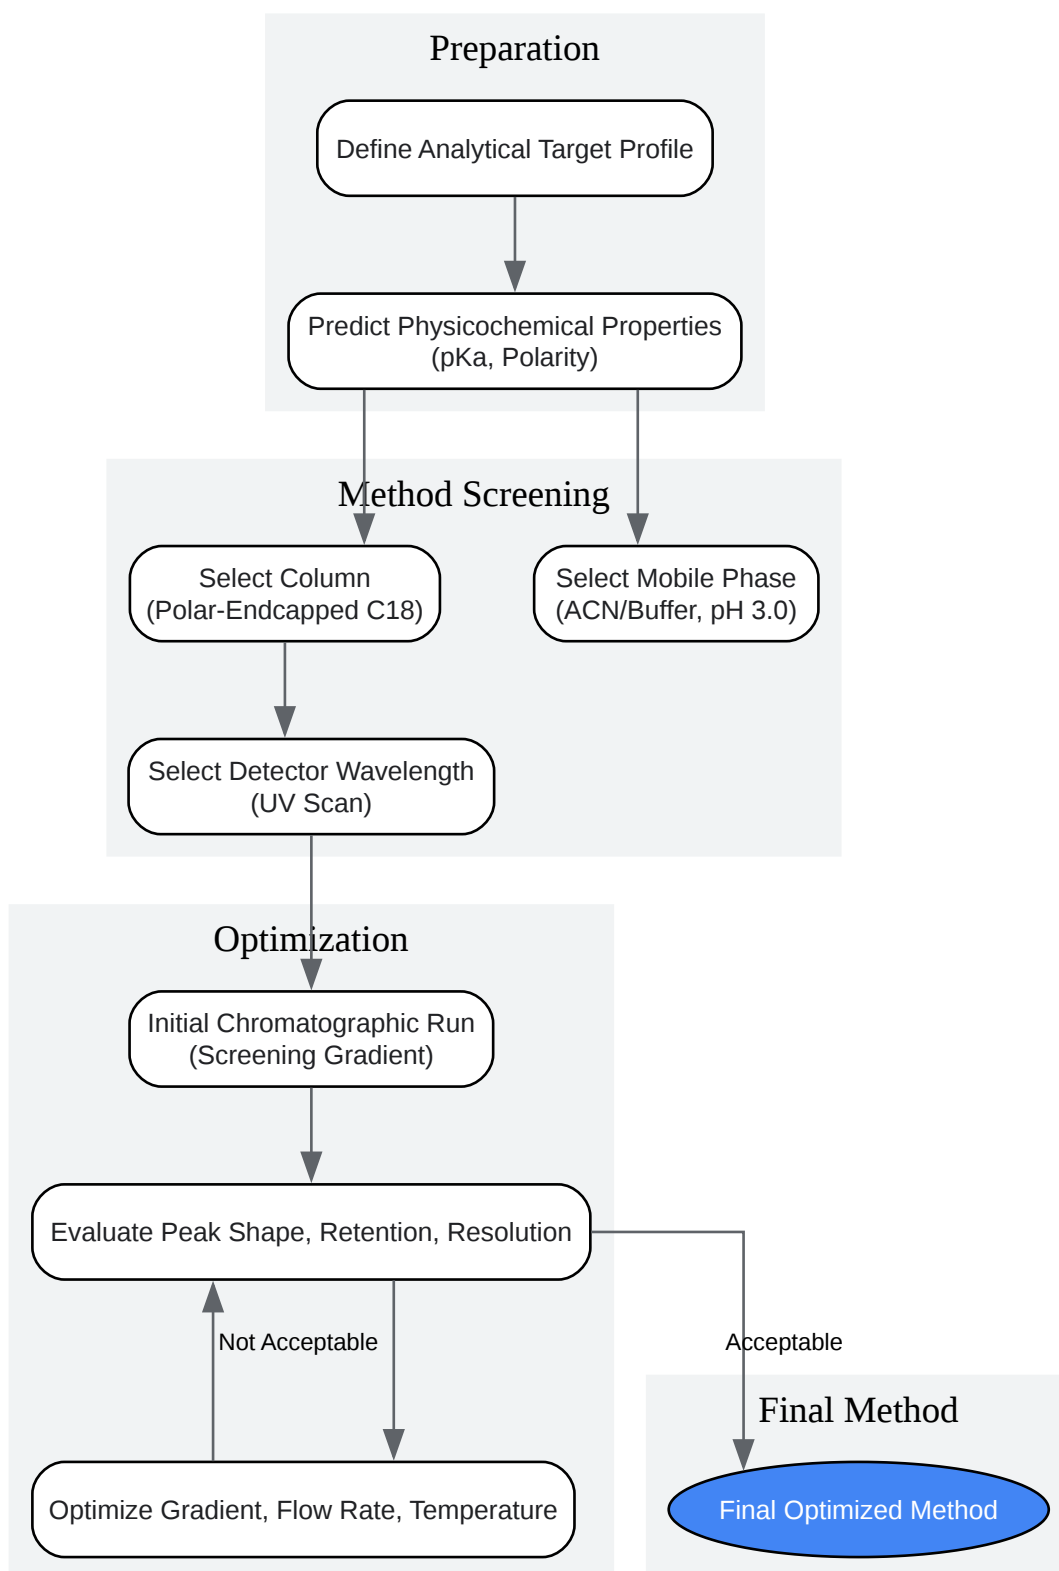 Preparation
Define Analytical Target Profile
Predict Physicochemical Properties
(pKa, Polarity)
Method Screening
Select Column
(Polar-Endcapped C18)
Select Mobile Phase
(ACN/Buffer, pH 3.0)
Select Detector Wavelength
(UV Scan)
Optimization
Initial Chromatographic Run
(Screening Gradient)
Evaluate Peak Shape, Retention, Resolution
Not Acceptable
Acceptable
Optimize Gradient, Flow Rate, Temperature
Final Method
Final Optimized Method